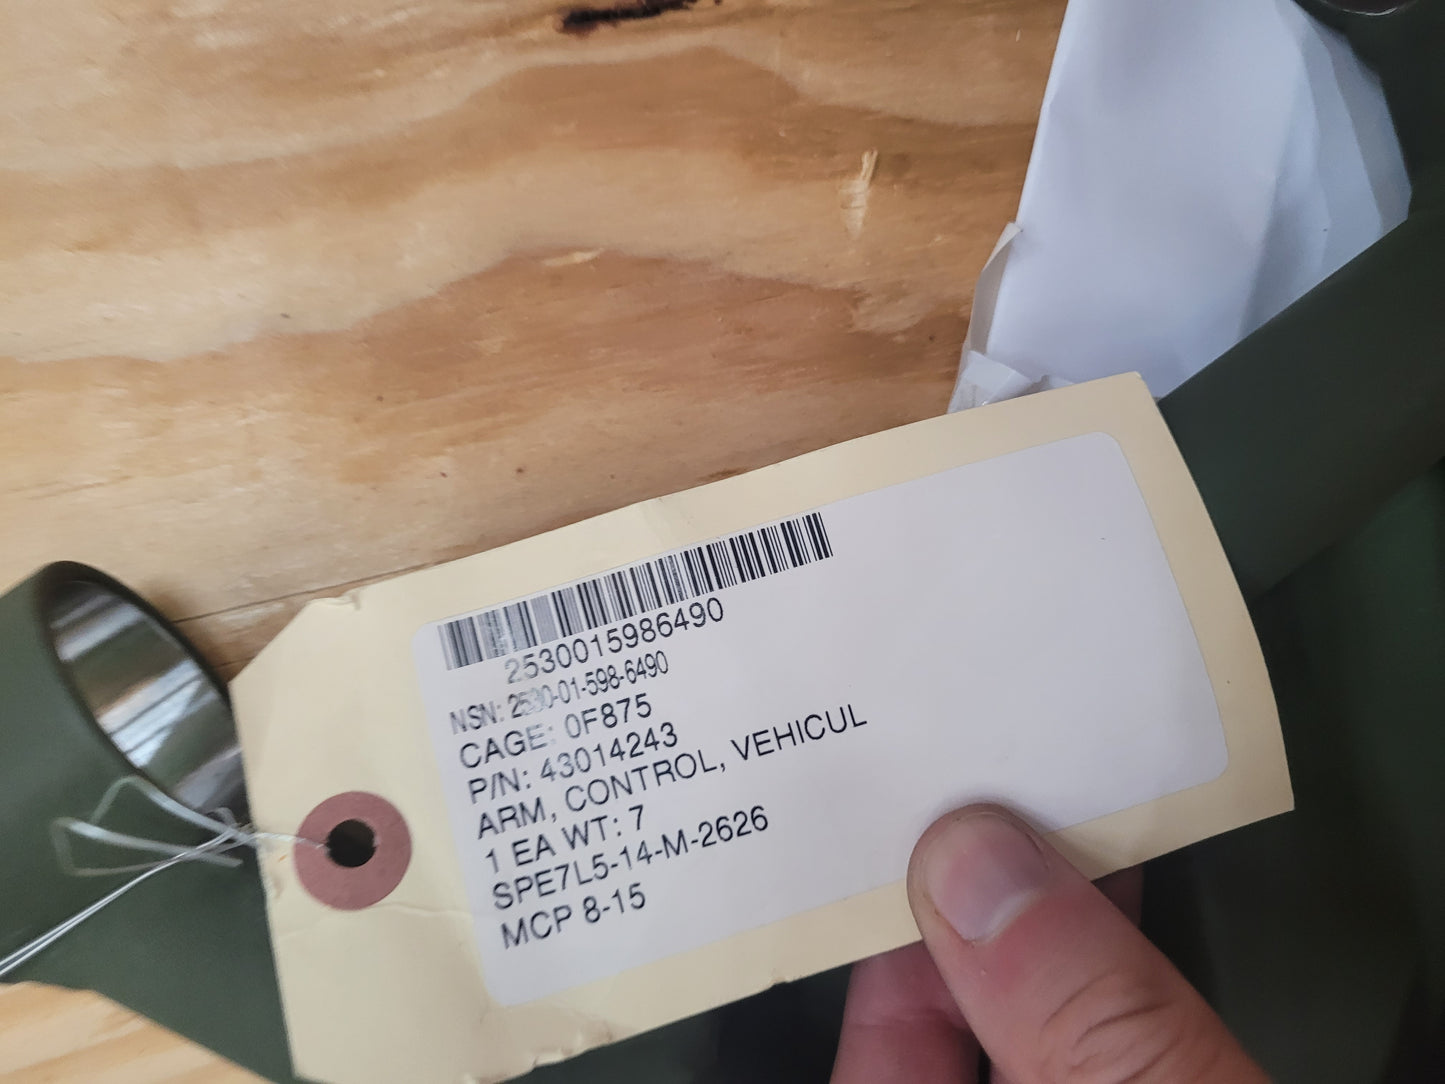 2530015986490
NSN: 2530-01-598-6490
CAGE: 0F875
P/N: 43014243
ARM, CONTROL, VEHICUL
1 EA WT: 7
SPE7L5-14-M-2626
MCP 8-15